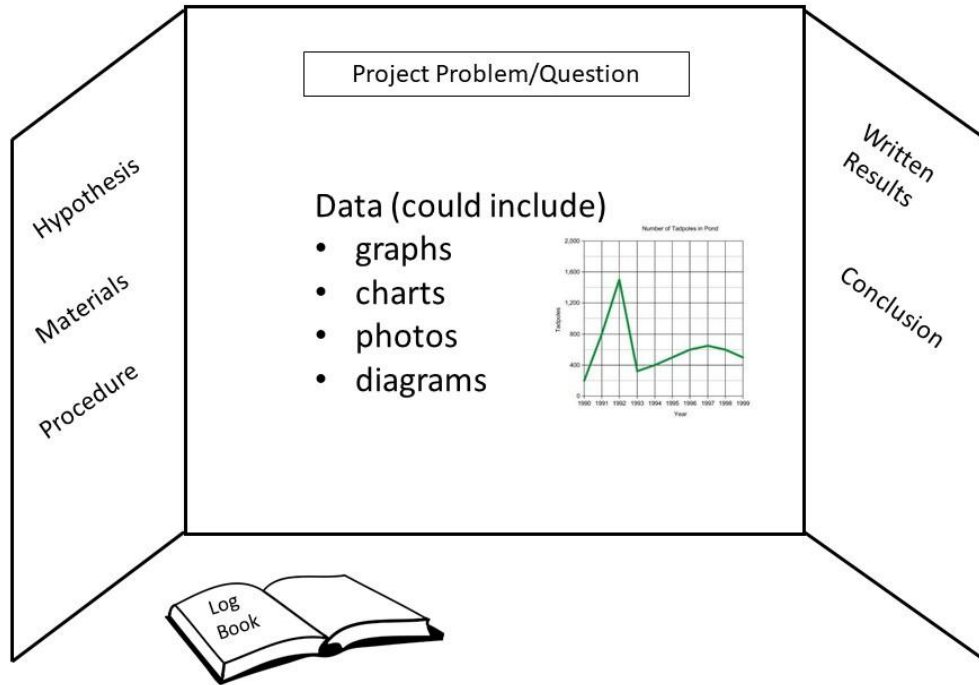 Project Problem/Question
Hypothesis
Materials
Procedure
Data (could include)
• graphs
• charts
• photos
• diagrams
Number of Tadpoles in Pond
Tadpoles
2,000
1,600
1,200
800
400
0
1990 1991 1992 1993 1994 1995 1996 1997 1998 1999
Year
Written
Results
Conclusion
Log
Book